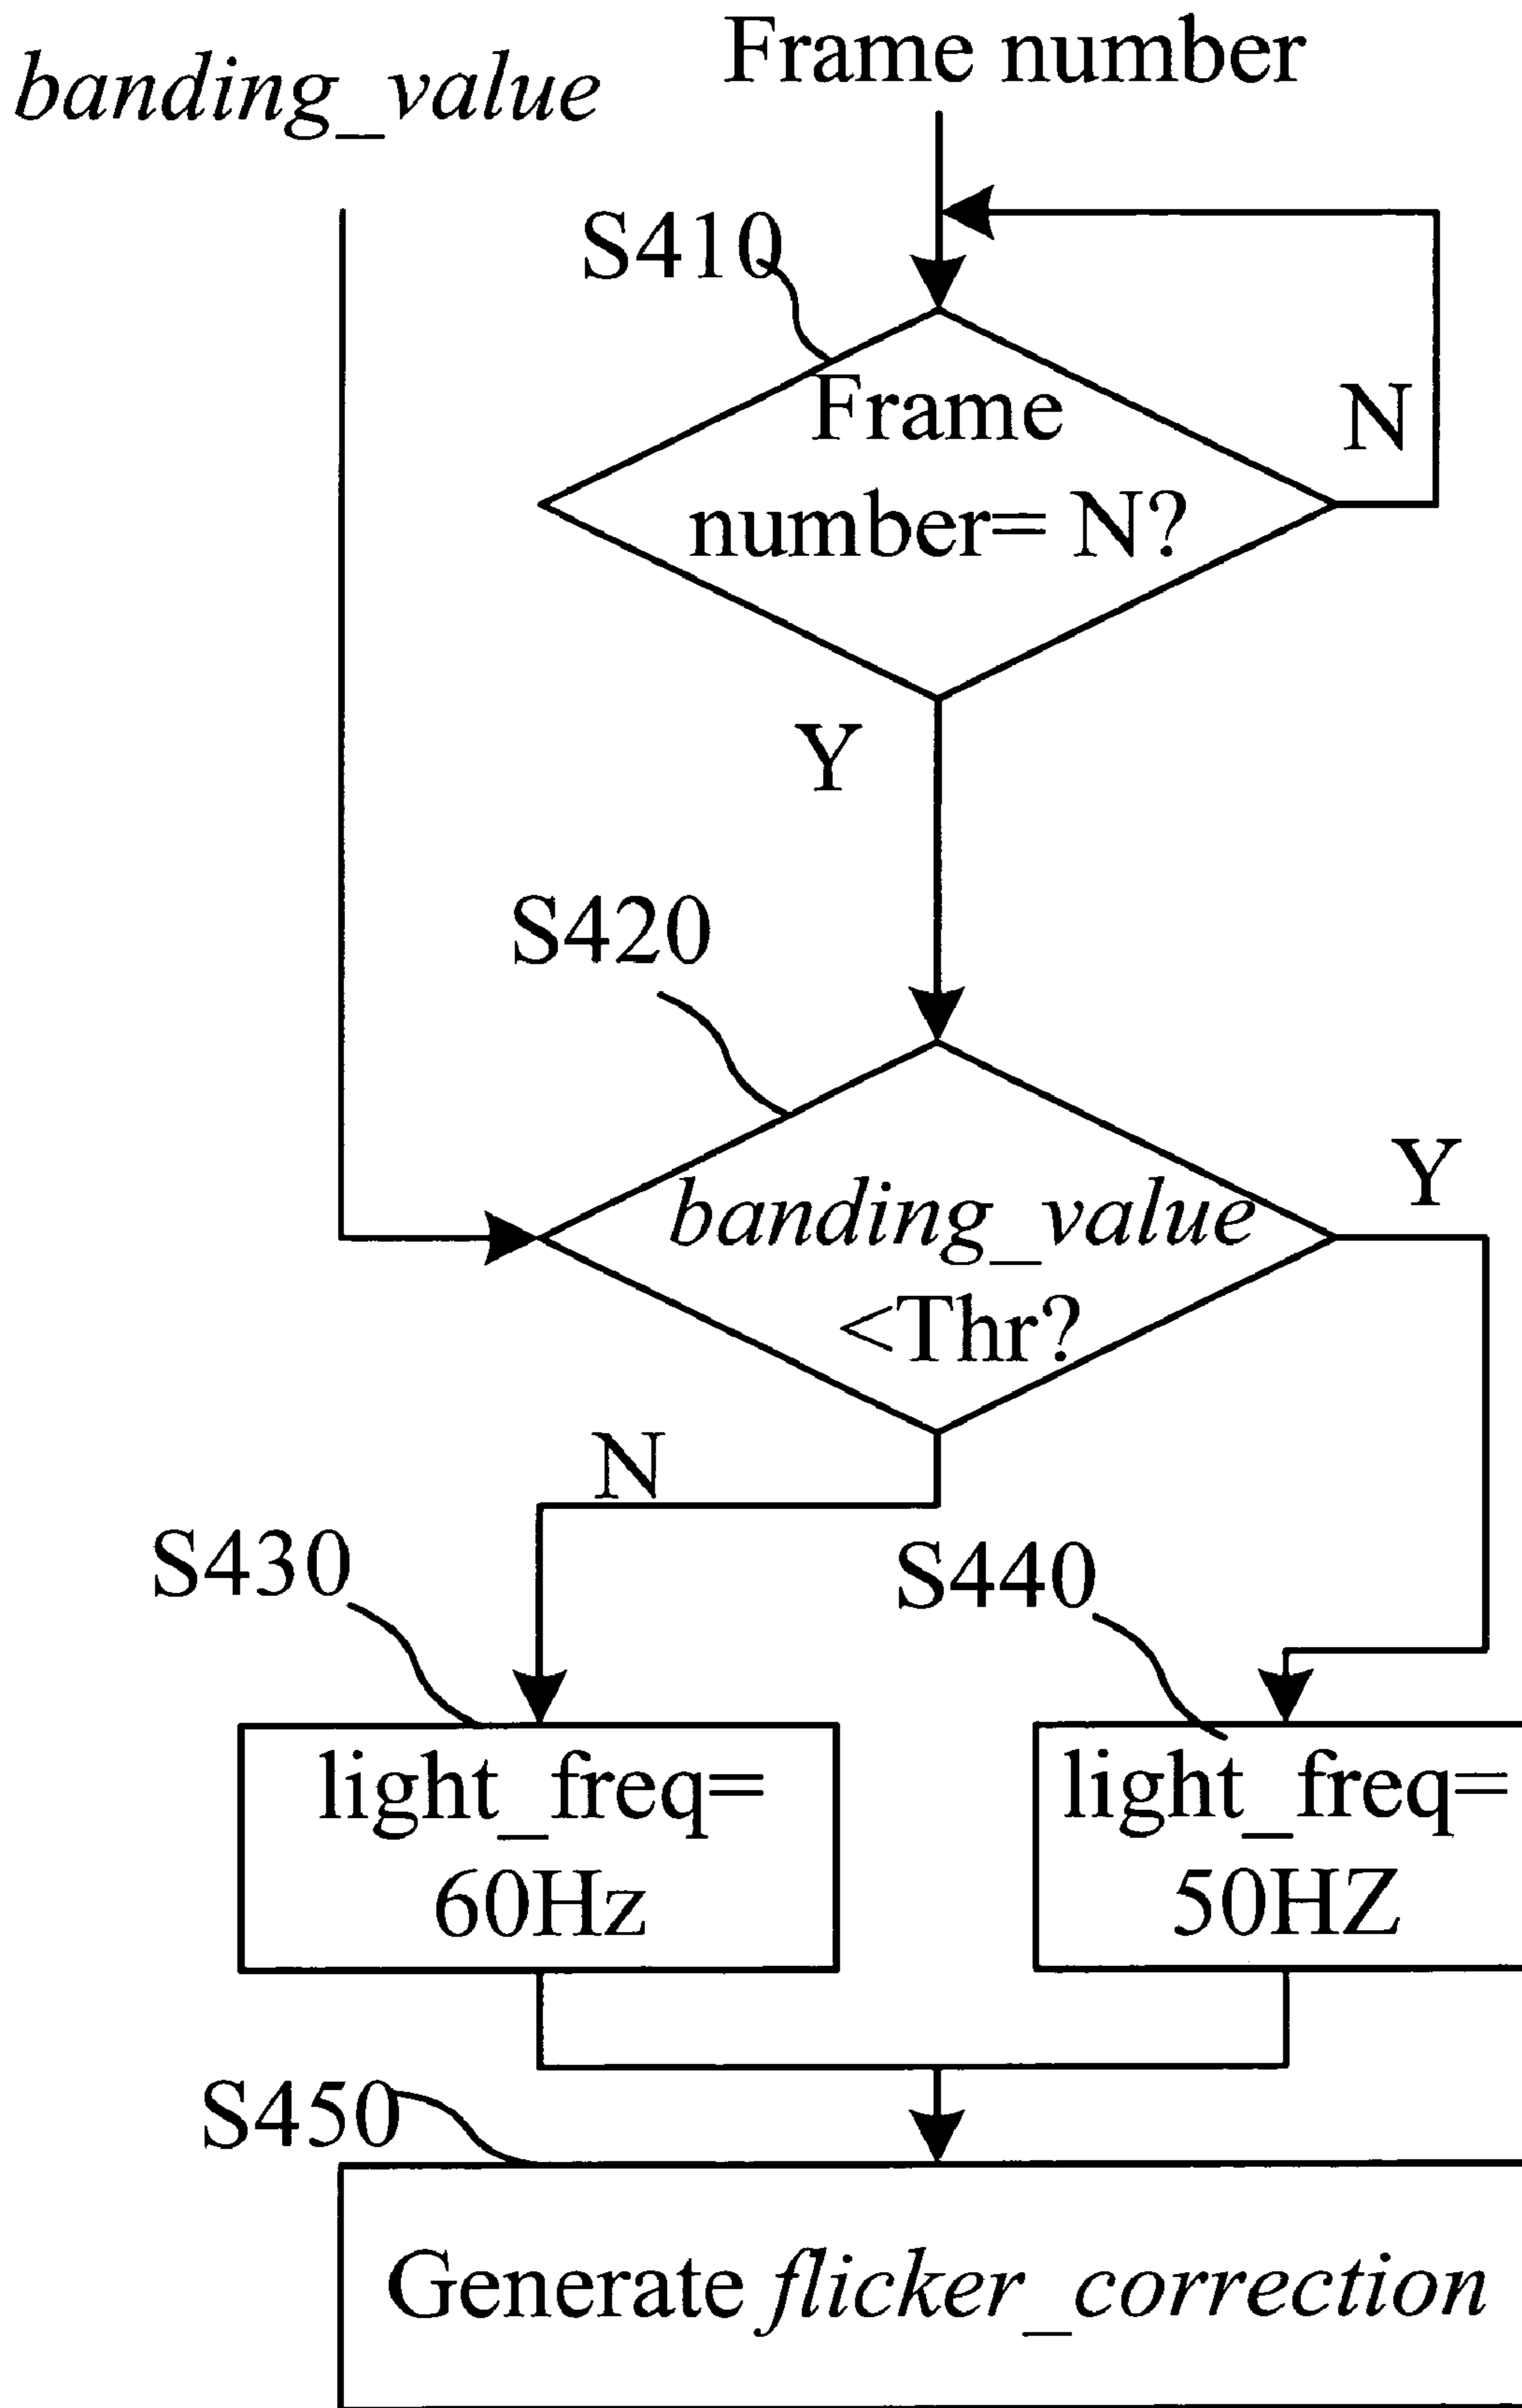 banding_value
Frame number
S410
Frame
number= N?
N
Y
S420
banding_value
<Thr?
Y
N
S430
S440
light_freq=
60Hz
light_freq=
50HZ
S450
Generate flicker_correction